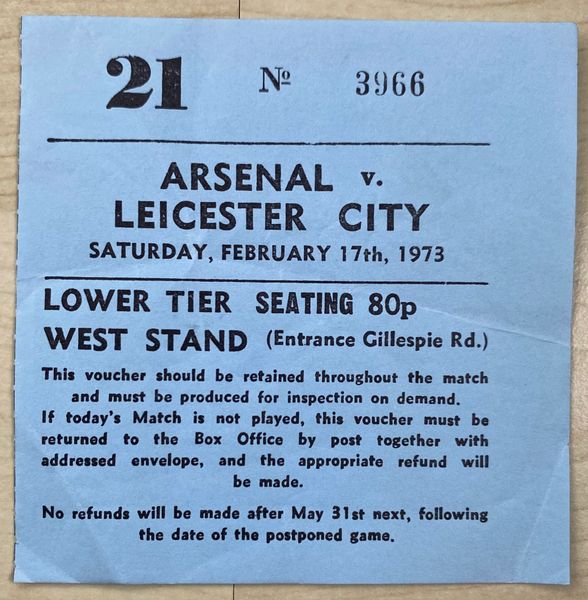 21 Nº 3966
ARSENAL v.
LEICESTER CITY
SATURDAY, FEBRUARY 17th, 1973
LOWER TIER SEATING 80p
WEST STAND (Entrance Gillespie Rd.)
This voucher should be retained throughout the match
and must be produced for inspection on demand.
If today's Match is not played, this voucher must be
returned to the Box Office by post together with
addressed envelope, and the appropriate refund will
be made.
No refunds will be made after May 31st next, following
the date of the postponed game.